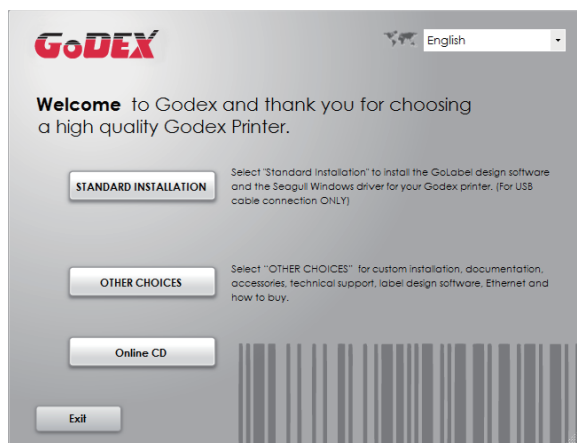 GoDEX
English
Welcome to Godex and thank you for choosing
a high quality Godex Printer.
STANDARD INSTALLATION
Select "Standard Installation" to install the GoLabel design software
and the Seagull Windows driver for your Godex printer. (For USB
cable connection ONLY)
OTHER CHOICES
Select "OTHER CHOICES" for custom installation, documentation,
accessories, technical support, label design software, Ethernet and
how to buy.
Online CD
Exit